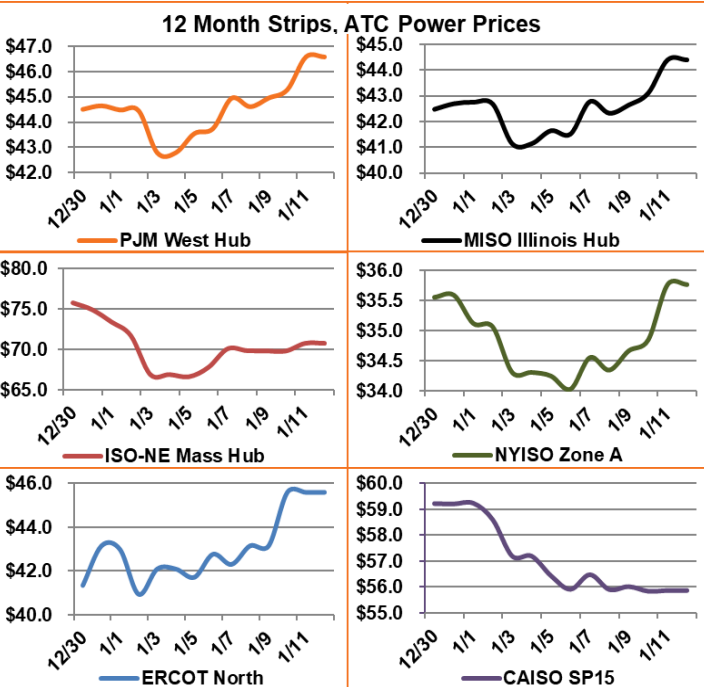 12 Month Strips, ATC Power Prices
$47.0
$46.0
$45.0
$44.0
$43.0
$42.0
12/30 1/1 1/3 1/5 1/7 1/9 1/11
PJM West Hub
$45.0
$44.0
$43.0
$42.0
$41.0
$40.0
12/30 1/1 1/3 1/5 1/7 1/9 1/11
MISO Illinois Hub
$80.0
$75.0
$70.0
$65.0
12/30 1/1 1/3 1/5 1/7 1/9 1/11
ISO-NE Mass Hub
$36.0
$35.5
$35.0
$34.5
$34.0
12/30 1/1 1/3 1/5 1/7 1/9 1/11
NYISO Zone A
$46.0
$44.0
$42.0
$40.0
12/30 1/1 1/3 1/5 1/7 1/9 1/11
ERCOT North
$60.0
$59.0
$58.0
$57.0
$56.0
$55.0
12/30 1/1 1/3 1/5 1/7 1/9 1/11
CAISO SP15